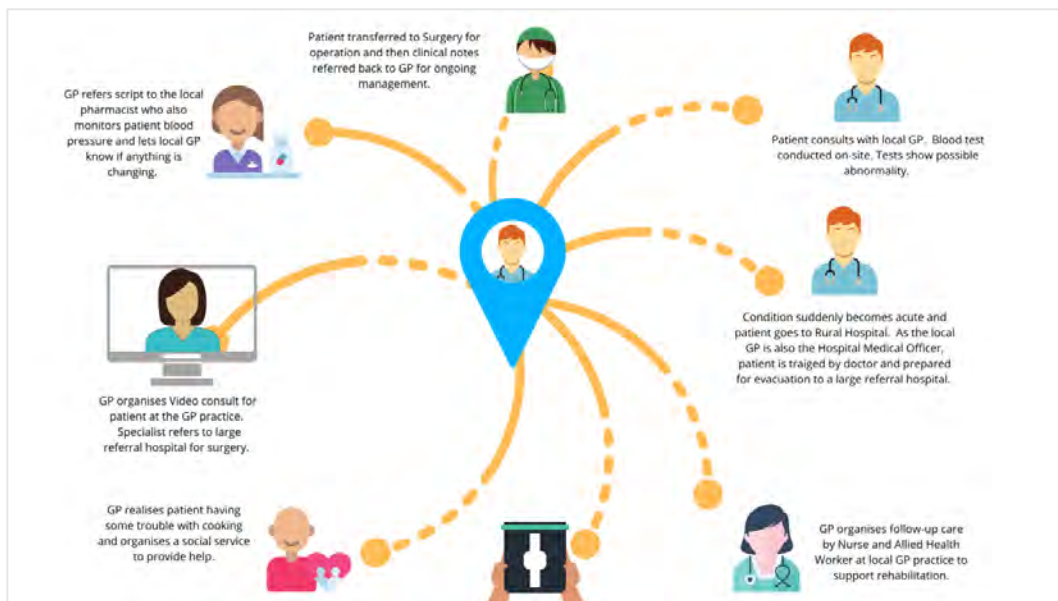 Patient transferred to Surgery for
operation and then clinical notes
referred back to GP for ongoing
management.
GP refers script to the local
pharmacist who also
monitors patient blood
pressure and lets local GP
know if anything is
changing.
Patient consults with local GP. Blood test
conducted on-site. Tests show possible
abnormality.
Condition suddenly becomes acute and
patient goes to Rural Hospital. As the local
GP is also the Hospital Medical Officer,
patient is traiged by doctor and prepared
for evacuation to a large referral hospital.
GP organises Video consult for
patient at the GP practice.
Specialist refers to large
referral hospital for surgery.
GP realises patient having
some trouble with cooking
and organises a social service
to provide help.
GP organises follow-up care
by Nurse and Allied Health
Worker at local GP practice to
support rehabilitation.